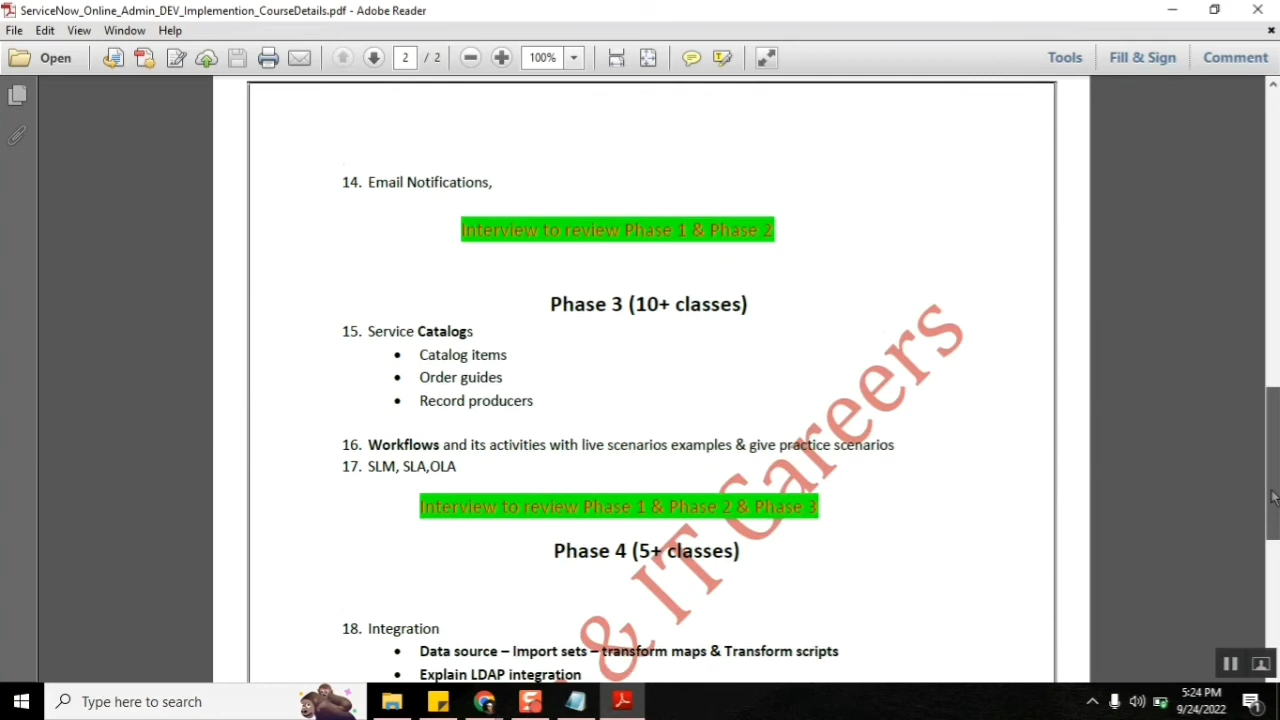 ServiceNow_Online_Admin_DEV_Implemention_CourseDetails.pdf - Adobe Reader
File Edit View Window Help
Open 2 / 2 100% Tools Fill & Sign Comment
14. Email Notifications,
Interview to review Phase 1 & Phase 2
Phase 3 (10+ classes)
15. Service Catalogs
• Catalog items
• Order guides
• Record producers
16. Workflows and its activities with live scenarios examples & give practice scenarios
17. SLM, SLA,OLA
Interview to review Phase 1 & Phase 2 & Phase 3
Phase 4 (5+ classes)
18. Integration
• Data source – Import sets – transform maps & Transform scripts
• Explain LDAP integration
& IT Careers
Type here to search
5:24 PM
9/24/2022
1